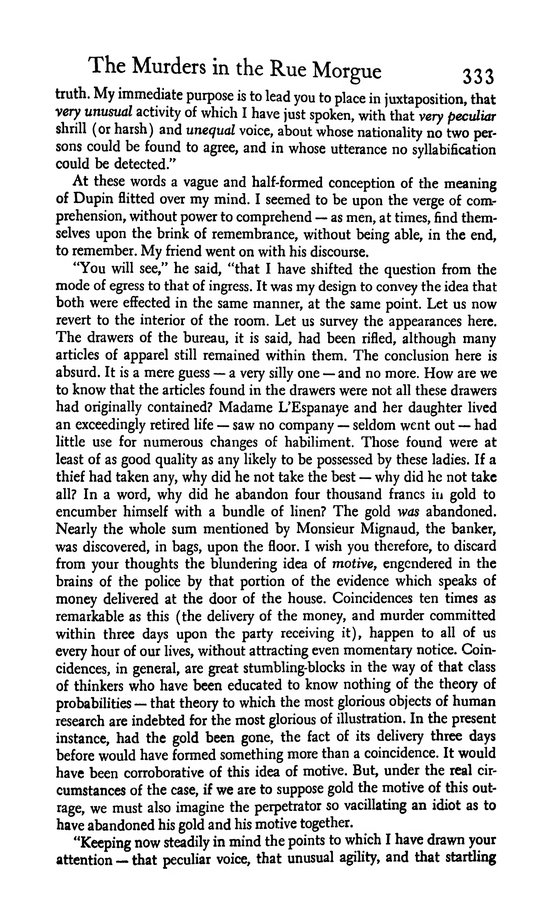 The Murders in the Rue Morgue 333
truth. My immediate purpose is to lead you to place in juxtaposition, that
very unusual activity of which I have just spoken, with that very peculiar
shrill (or harsh) and unequal voice, about whose nationality no two per-
sons could be found to agree, and in whose utterance no syllabification
could be detected.”
At these words a vague and half-formed conception of the meaning
of Dupin flitted over my mind. I seemed to be upon the verge of com-
prehension, without power to comprehend — as men, at times, find them-
selves upon the brink of remembrance, without being able, in the end,
to remember. My friend went on with his discourse.
“You will see,” he said, “that I have shifted the question from the
mode of egress to that of ingress. It was my design to convey the idea that
both were effected in the same manner, at the same point. Let us now
revert to the interior of the room. Let us survey the appearances here.
The drawers of the bureau, it is said, had been rifled, although many
articles of apparel still remained within them. The conclusion here is
absurd. It is a mere guess — a very silly one — and no more. How are we
to know that the articles found in the drawers were not all these drawers
had originally contained? Madame L’Espanaye and her daughter lived
an exceedingly retired life — saw no company — seldom went out — had
little use for numerous changes of habiliment. Those found were at
least of as good quality as any likely to be possessed by these ladies. If a
thief had taken any, why did he not take the best — why did he not take
all? In a word, why did he abandon four thousand francs in gold to
encumber himself with a bundle of linen? The gold was abandoned.
Nearly the whole sum mentioned by Monsieur Mignaud, the banker,
was discovered, in bags, upon the floor. I wish you therefore, to discard
from your thoughts the blundering idea of motive, engendered in the
brains of the police by that portion of the evidence which speaks of
money delivered at the door of the house. Coincidences ten times as
remarkable as this (the delivery of the money, and murder committed
within three days upon the party receiving it), happen to all of us
every hour of our lives, without attracting even momentary notice. Coin-
cidences, in general, are great stumbling-blocks in the way of that class
of thinkers who have been educated to know nothing of the theory of
probabilities — that theory to which the most glorious objects of human
research are indebted for the most glorious of illustration. In the present
instance, had the gold been gone, the fact of its delivery three days
before would have formed something more than a coincidence. It would
have been corroborative of this idea of motive. But, under the real cir-
cumstances of the case, if we are to suppose gold the motive of this out-
rage, we must also imagine the perpetrator so vacillating an idiot as to
have abandoned his gold and his motive together.
“Keeping now steadily in mind the points to which I have drawn your
attention — that peculiar voice, that unusual agility, and that startling